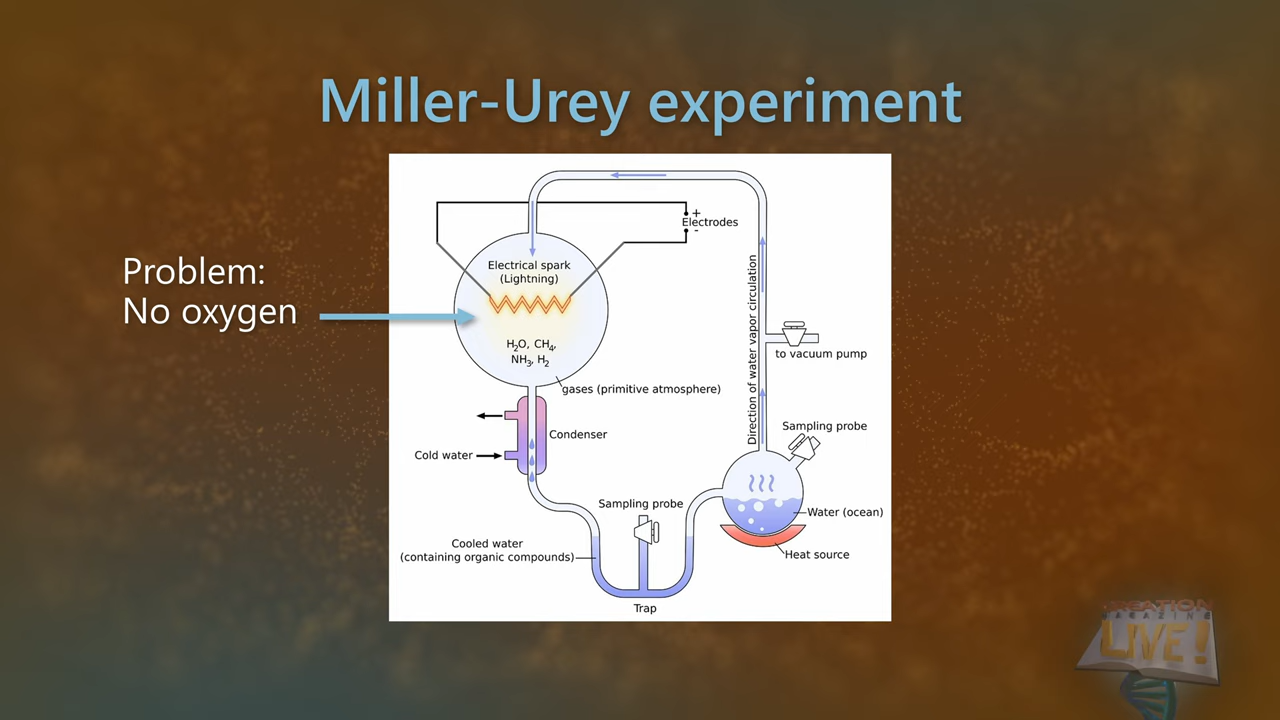 Miller-Urey experiment
Problem:
No oxygen
+
Electrodes
-
Electrical spark
(Lightning)
H2O, CH4,
NH3, H2
gases (primitive atmosphere)
Direction of water vapor circulation
to vacuum pump
Condenser
Cold water
Sampling probe
Sampling probe
Water (ocean)
Cooled water
(containing organic compounds)
Heat source
Trap
CREATION
MAGAZINE
LIVE!